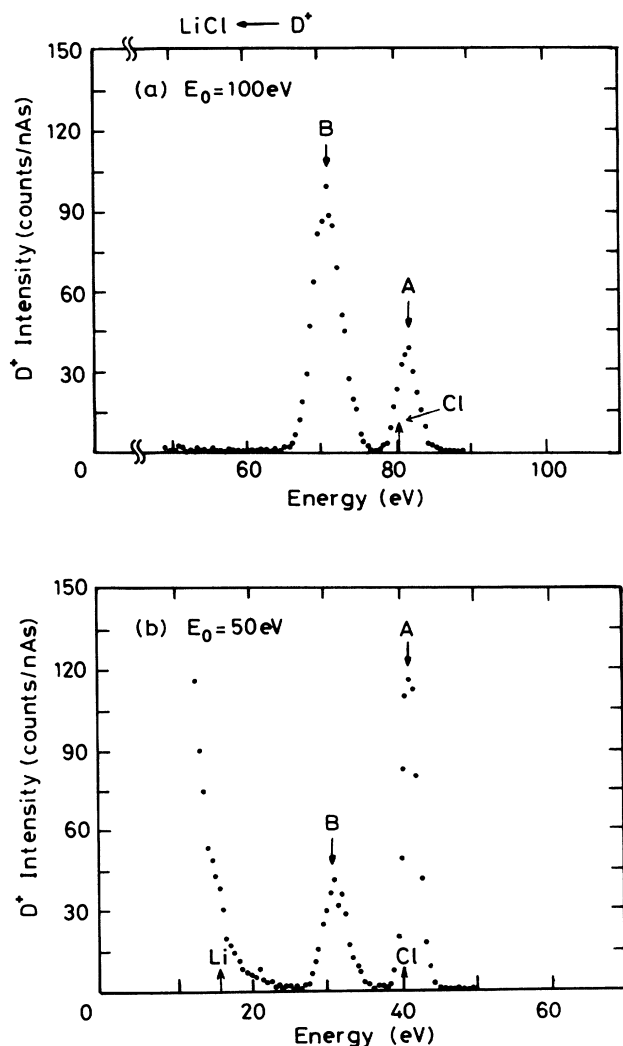 LiCl ← D⁺
(a) E₀=100eV
B
A
Cl
150
120
90
60
30
0
60
80
100
D⁺ Intensity (counts/nAs)
Energy (eV)
(b) E₀=50eV
A
B
Li
Cl
150
120
90
60
30
0
20
40
60
D⁺ Intensity (counts/nAs)
Energy (eV)